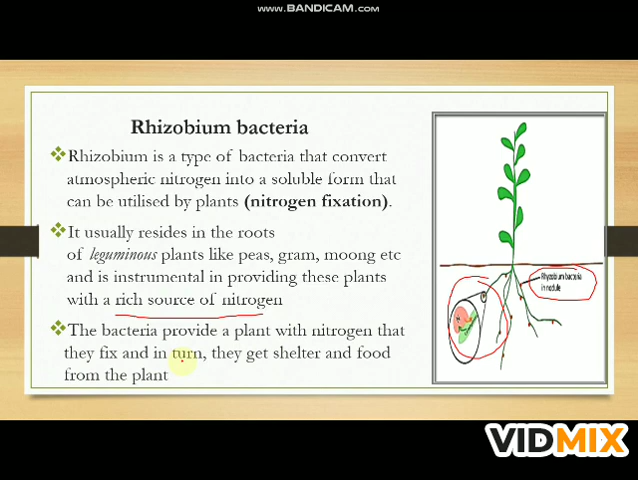 WWW.BANDICAM.COM
Rhizobium bacteria
Rhizobium is a type of bacteria that convert
atmospheric nitrogen into a soluble form that
can be utilised by plants (nitrogen fixation).
It usually resides in the roots
of leguminous plants like peas, gram, moong etc
and is instrumental in providing these plants
with a rich source of nitrogen
The bacteria provide a plant with nitrogen that
they fix and in turn, they get shelter and food
from the plant
Rhyzobium bacteria
in nodule
VIDMIX